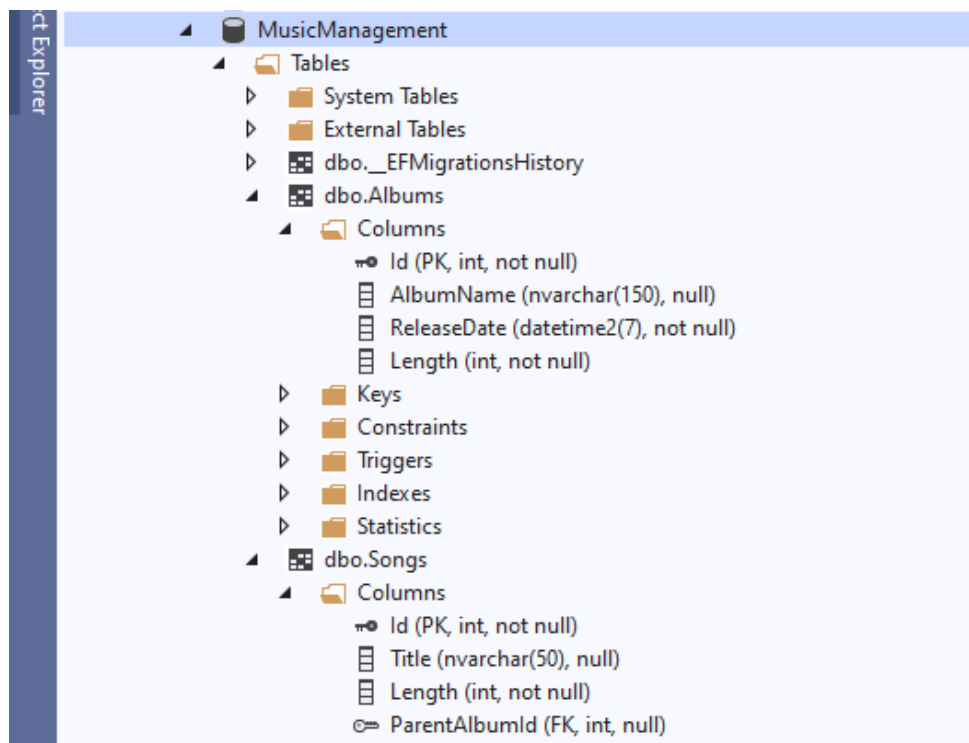 ct Explorer
MusicManagement
Tables
System Tables
External Tables
dbo.__EFMigrationsHistory
dbo.Albums
Columns
Id (PK, int, not null)
AlbumName (nvarchar(150), null)
ReleaseDate (datetime2(7), not null)
Length (int, not null)
Keys
Constraints
Triggers
Indexes
Statistics
dbo.Songs
Columns
Id (PK, int, not null)
Title (nvarchar(50), null)
Length (int, not null)
ParentAlbumId (FK, int, null)